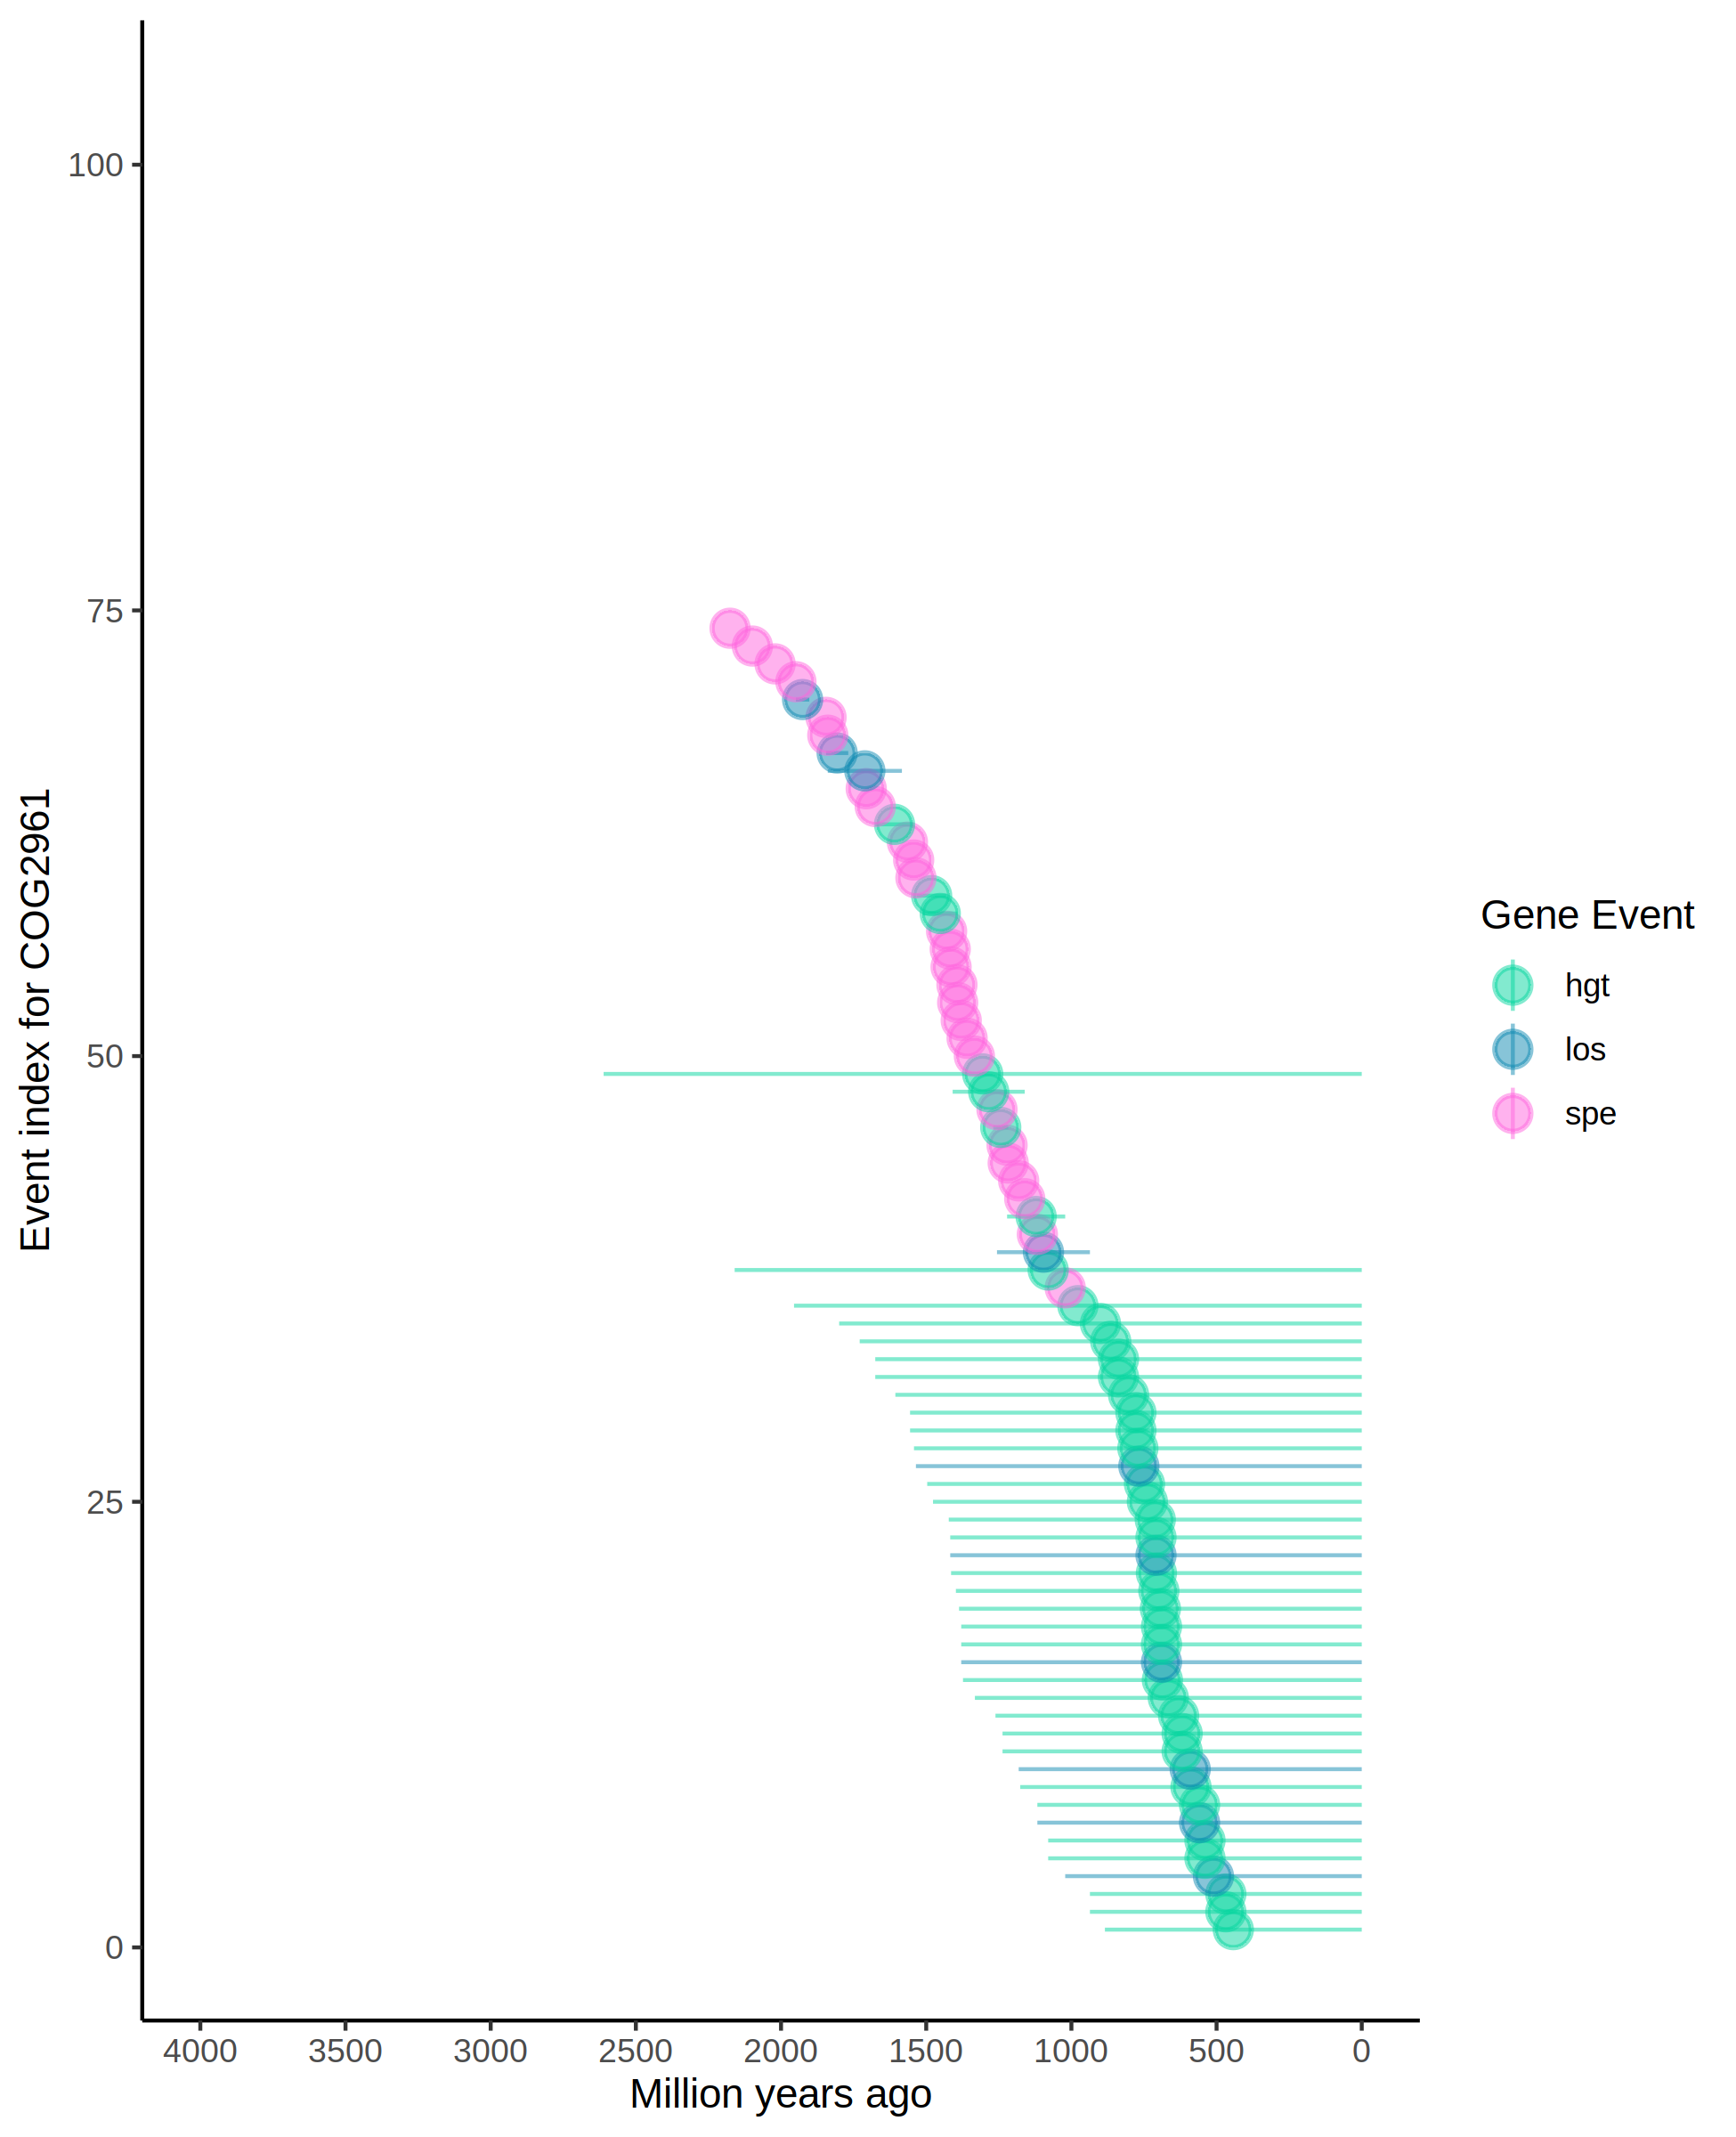 Event index for COG2961
100
75
50
25
0
4000 3500 3000 2500 2000 1500 1000 500 0
Million years ago
Gene Event
hgt
los
spe